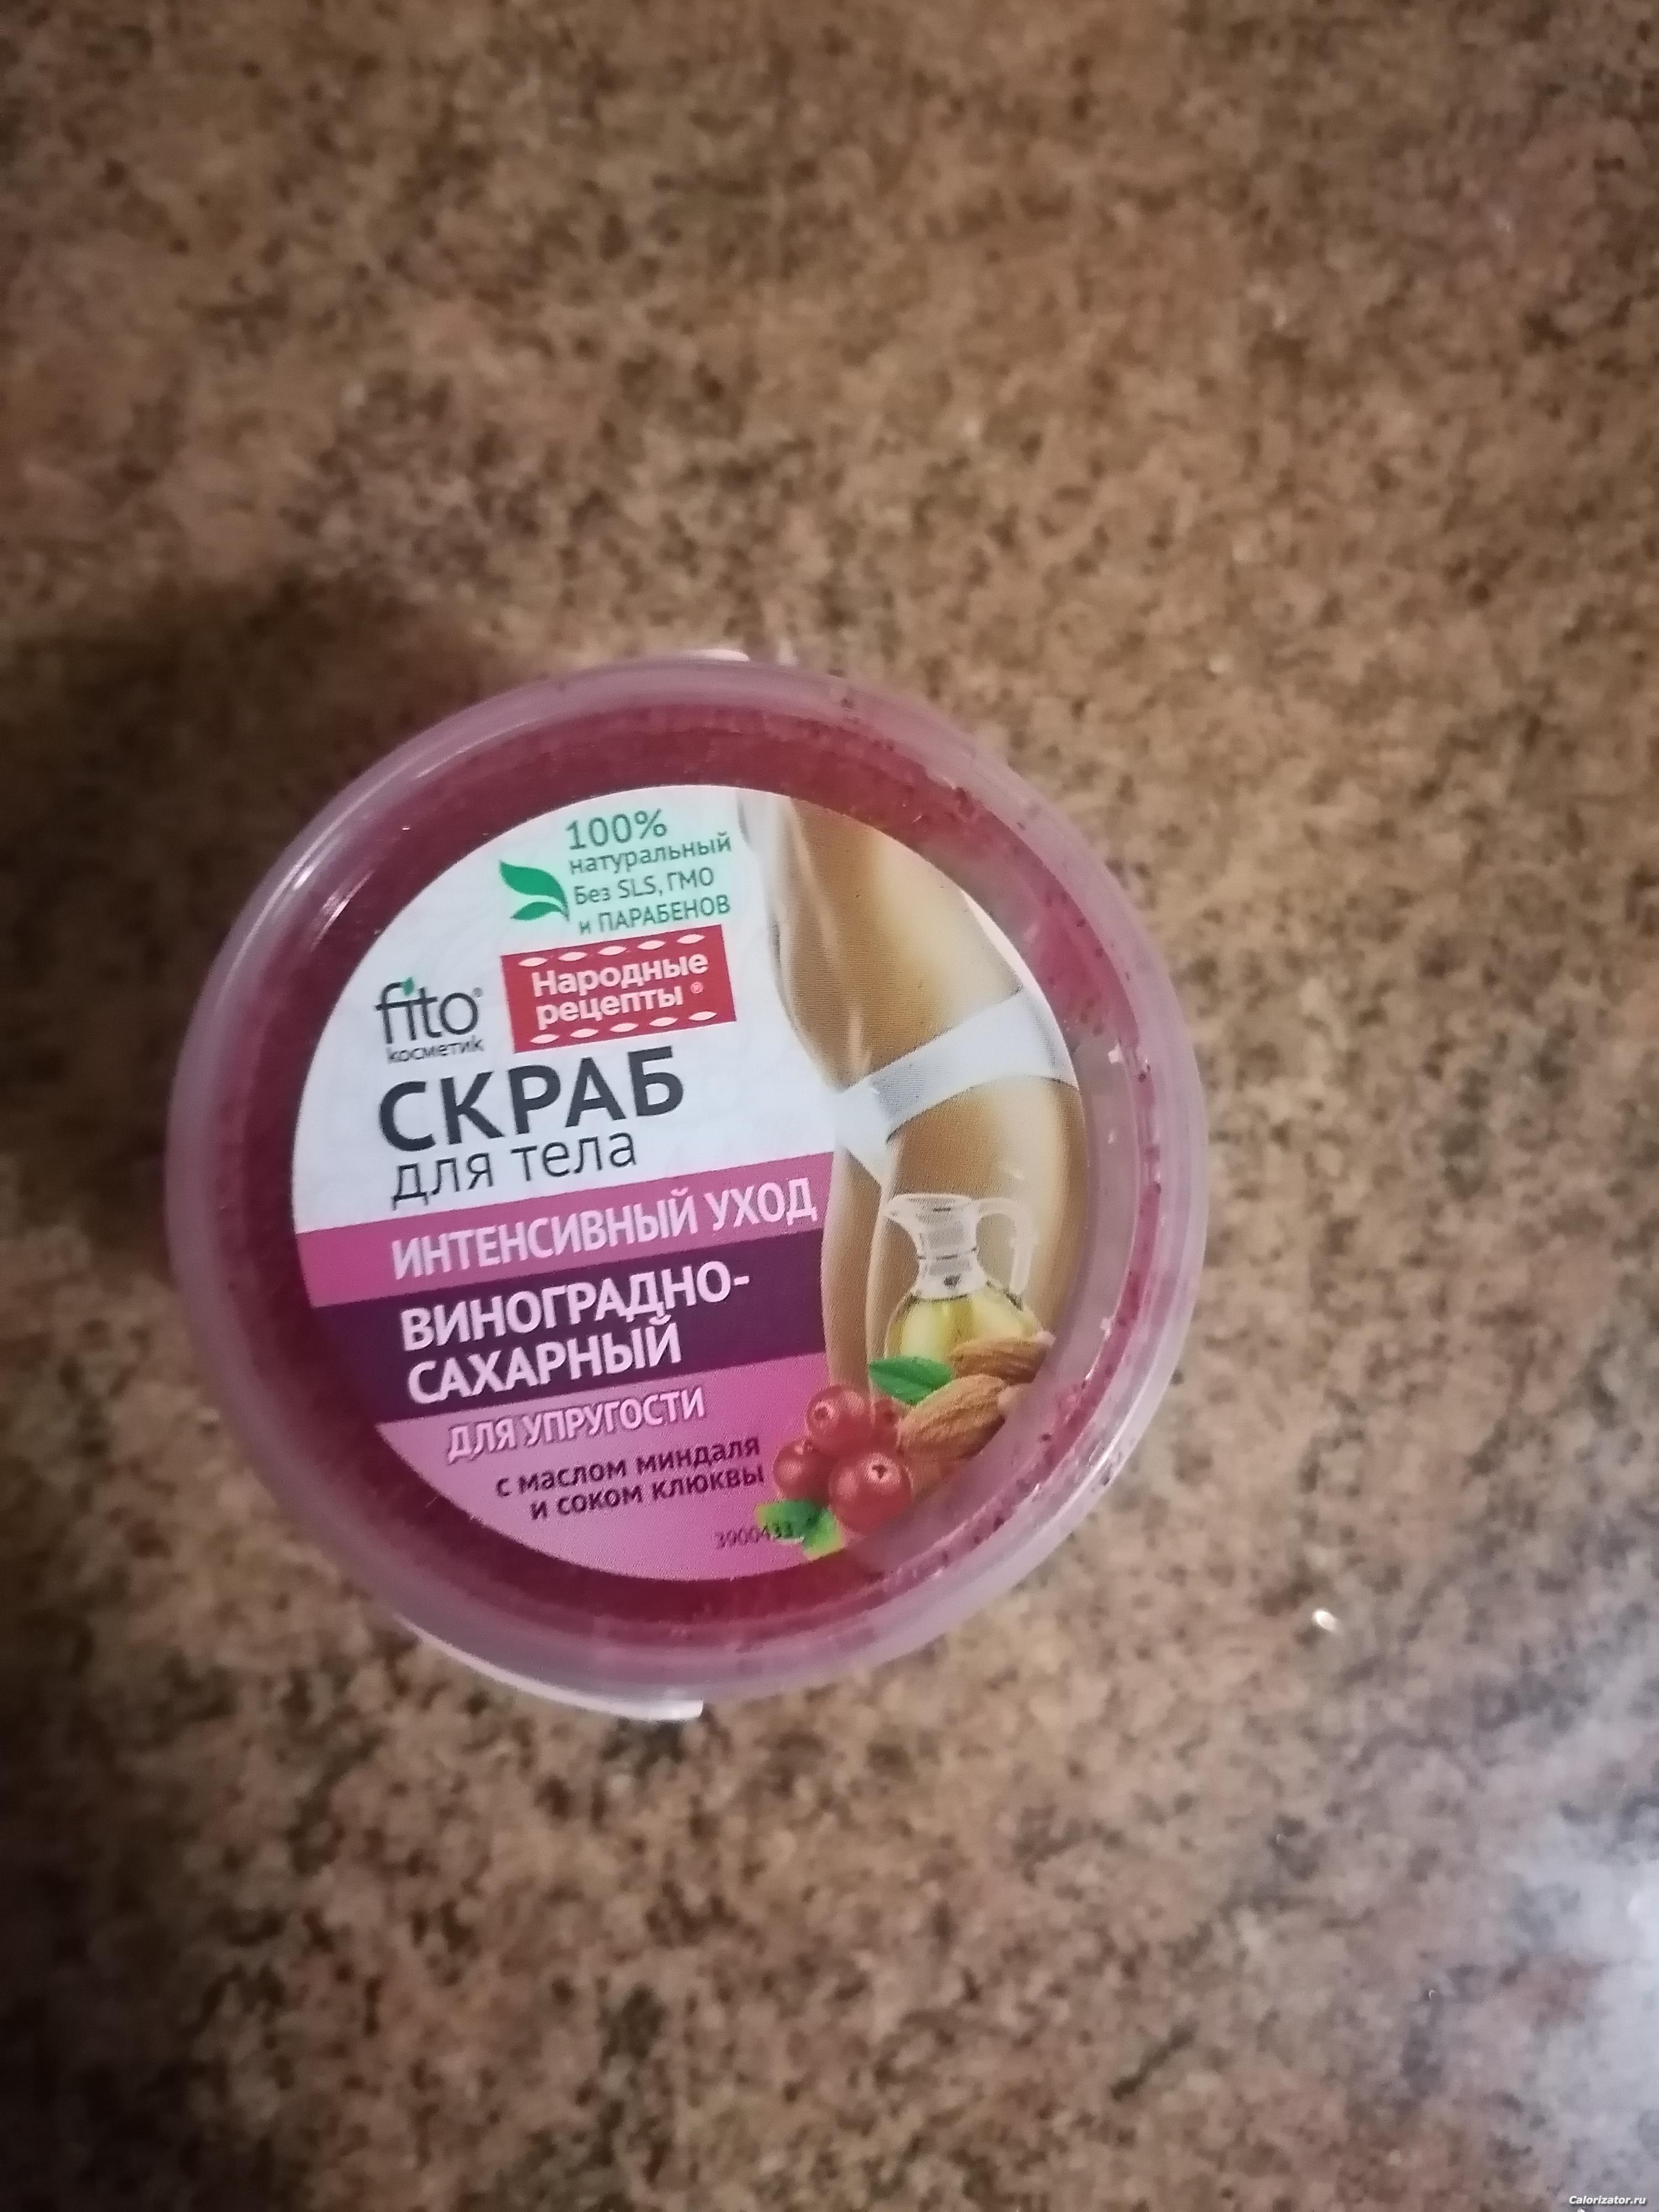 100%
натуральный
Без SLS, ГМО
и ПАРАБЕНОВ
Народные
рецепты ®
fito®
косметик
СКРАБ
для тела
ИНТЕНСИВНЫЙ УХОД
ВИНОГРАДНО-
САХАРНЫЙ
ДЛЯ УПРУГОСТИ
с маслом миндаля
и соком клюквы
3900433
Calorizator.ru